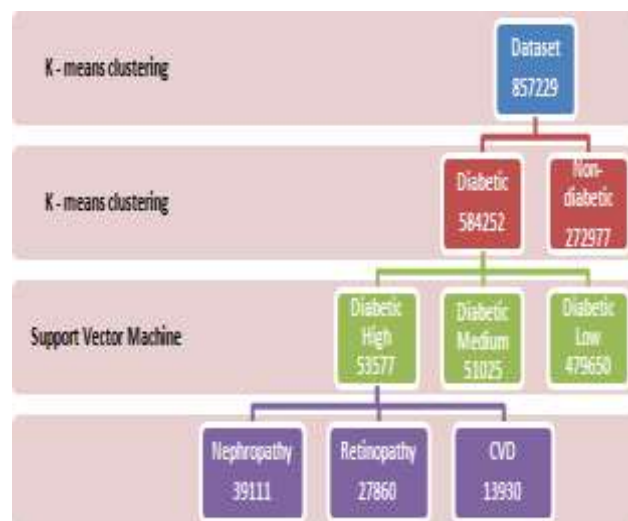 K - means clustering
Dataset
857229
K - means clustering
Diabetic
584252
Non-
diabetic
272977
Support Vector Machine
Diabetic
High
53577
Diabetic
Medium
51025
Diabetic
Low
479650
Nephropathy
39111
Retinopathy
27860
CVD
13930